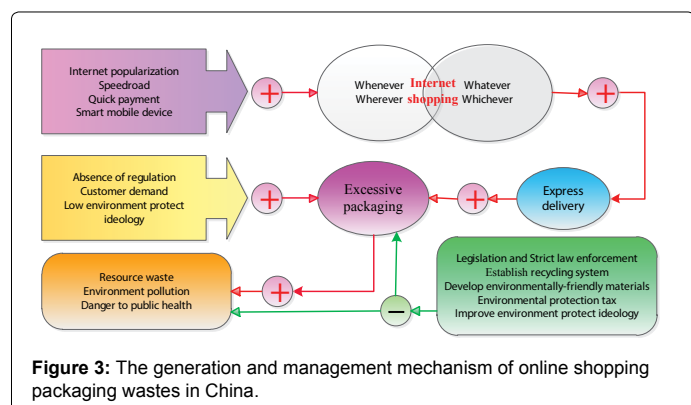 Internet popularization
Speedroad
Quick payment
Smart mobile device
+
Whenever
Wherever
Internet
shopping
Whatever
Whichever
+
Absence of regulation
Customer demand
Low environment protect
ideology
+
Excessive
packaging
+
Express
delivery
Resource waste
Environment pollution
Danger to public health
+
−
Legislation and Strict law enforcement
Establish recycling system
Develop environmentally-friendly materials
Environmental protection tax
Improve environment protect ideology
Figure 3: The generation and management mechanism of online shopping
packaging wastes in China.